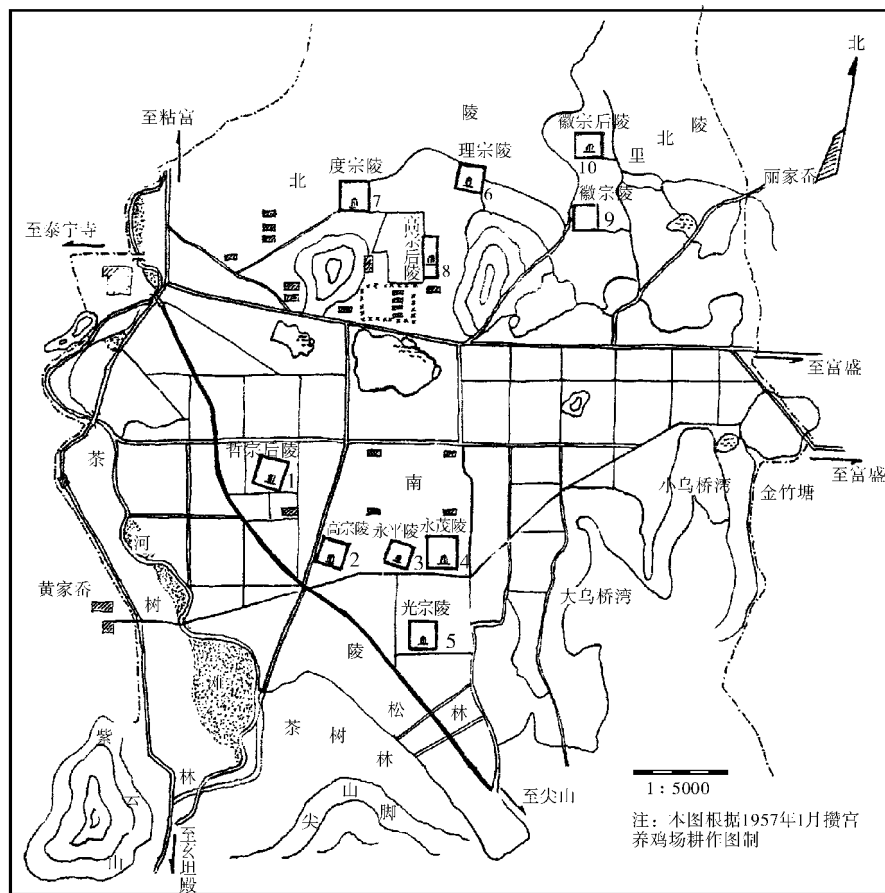 北
至粘富
陵
徽宗后陵
北
陵
里
10
理宗陵
丽家岙
度宗陵
北
6
7
徽宗陵
9
至泰宁寺
高宗后陵
8
至富盛
茶
哲宗后陵
1
南
小乌桥湾
金竹塘
至富盛
河
高宗陵
永平陵
永茂陵
2
3
4
黄家岙
树
大乌桥湾
光宗陵
5
陵
滩
松
林
紫
茶
树
林
林
云
山
尖
山
脚
至尖山
至玄坦殿
1:5000
注:本图根据1957年1月攒宫
养鸡场耕作图制